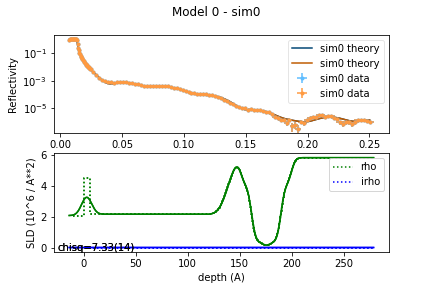 Model 0 - sim0
Reflectivity
10^-1
10^-3
10^-5
sim0 theory
sim0 theory
sim0 data
sim0 data
0.00 0.05 0.10 0.15 0.20 0.25
SLD (10^6 / A**2)
6
4
2
0
rho
irho
chisq=7.33(14)
0 50 100 150 200 250
depth (A)